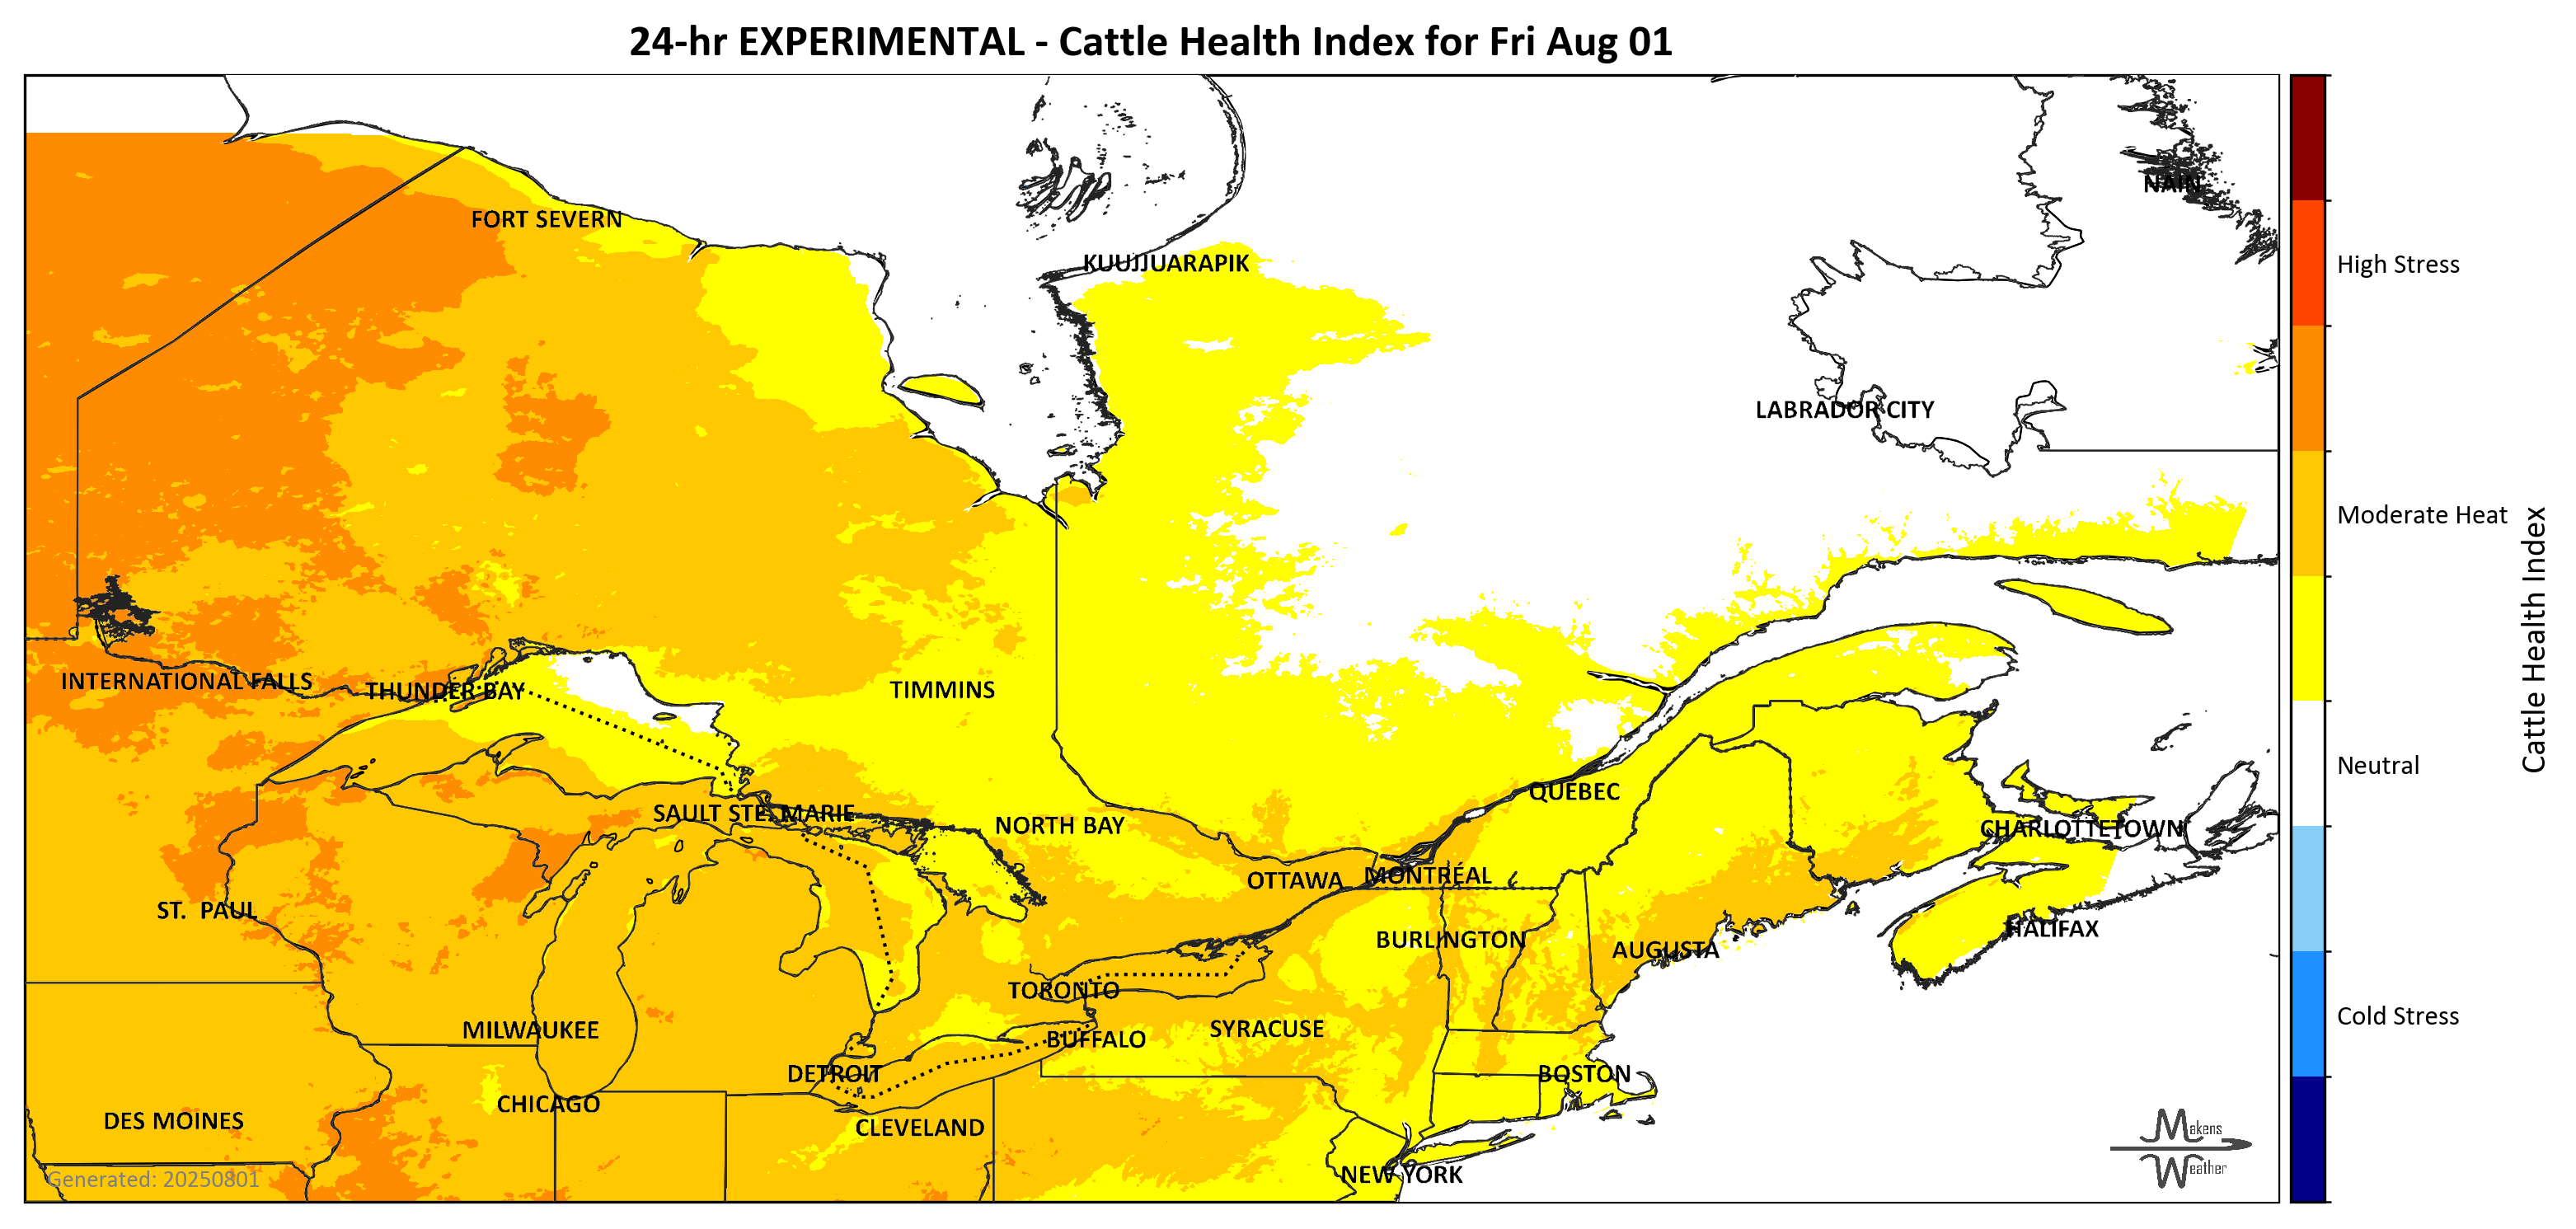 24-hr EXPERIMENTAL - Cattle Health Index for Fri Aug 01
NAIN
FORT SEVERN
KUUJJUARAPIK
High Stress
LABRADOR CITY
Moderate Heat
Cattle Health Index
INTERNATIONAL FALLS
THUNDER BAY
TIMMINS
Neutral
QUEBEC
SAULT STE. MARIE
NORTH BAY
CHARLOTTETOWN
OTTAWA
MONTRÉAL
ST. PAUL
HALIFAX
BURLINGTON
AUGUSTA
TORONTO
Cold Stress
MILWAUKEE
SYRACUSE
BUFFALO
DETROIT
BOSTON
CHICAGO
DES MOINES
CLEVELAND
Makens
Weather
NEW YORK
Generated: 20250801